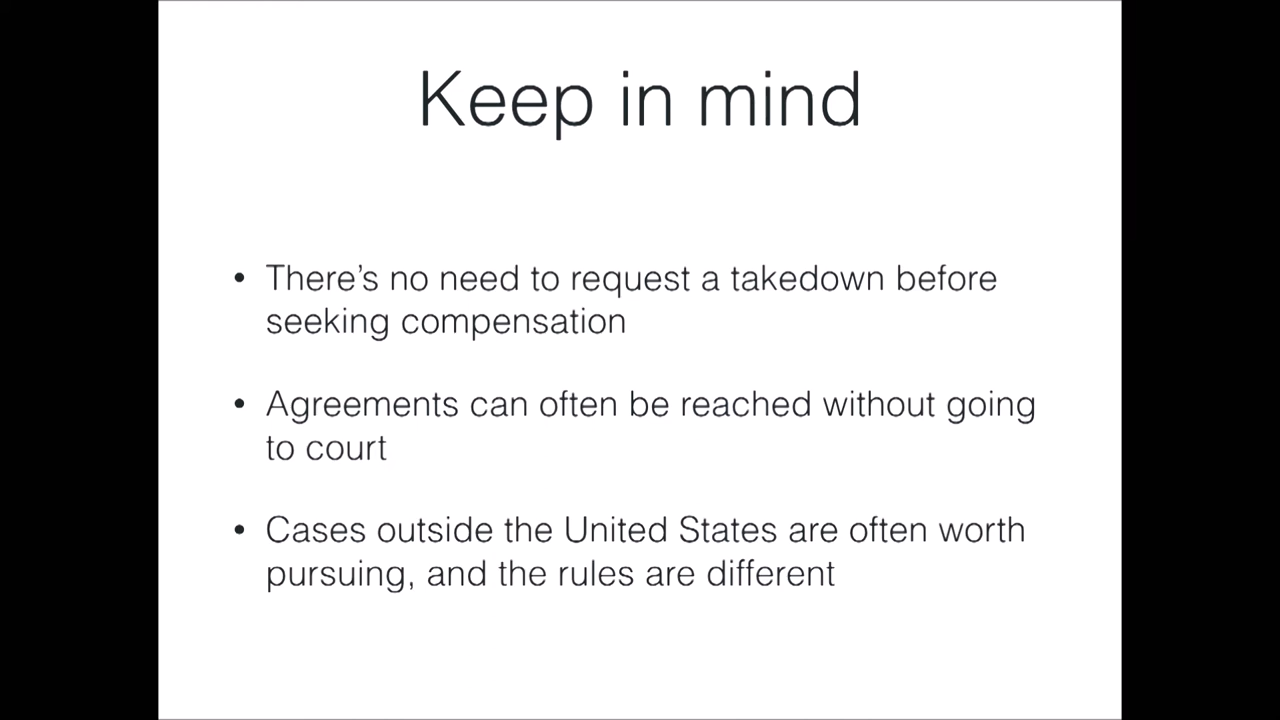 Keep in mind
• There’s no need to request a takedown before
seeking compensation
• Agreements can often be reached without going
to court
• Cases outside the United States are often worth
pursuing, and the rules are different